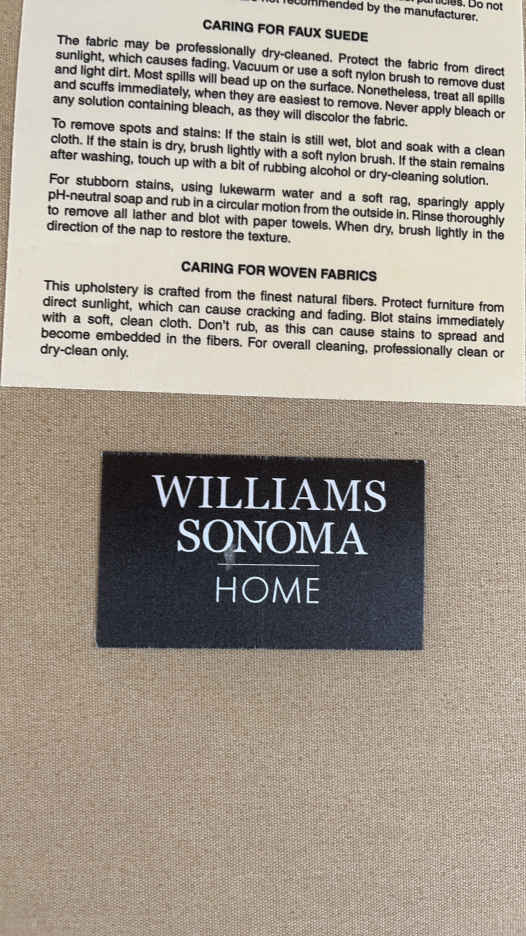 recommended by the manufacturer.
Do not
CARING FOR FAUX SUEDE
The fabric may be professionally dry-cleaned. Protect the fabric from direct
sunlight, which causes fading. Vacuum or use a soft nylon brush to remove dust
and light dirt. Most spills will bead up on the surface. Nonetheless, treat all spills
and scuffs immediately, when they are easiest to remove. Never apply bleach or
any solution containing bleach, as they will discolor the fabric.
To remove spots and stains: If the stain is still wet, blot and soak with a clean
cloth. If the stain is dry, brush lightly with a soft nylon brush. If the stain remains
after washing, touch up with a bit of rubbing alcohol or dry-cleaning solution.
For stubborn stains, using lukewarm water and a soft rag, sparingly apply
pH-neutral soap and rub in a circular motion from the outside in. Rinse thoroughly
to remove all lather and blot with paper towels. When dry, brush lightly in the
direction of the nap to restore the texture.
CARING FOR WOVEN FABRICS
This upholstery is crafted from the finest natural fibers. Protect furniture from
direct sunlight, which can cause cracking and fading. Blot stains immediately
with a soft, clean cloth. Don't rub, as this can cause stains to spread and
become embedded in the fibers. For overall cleaning, professionally clean or
dry-clean only.
WILLIAMS
SONOMA
HOME